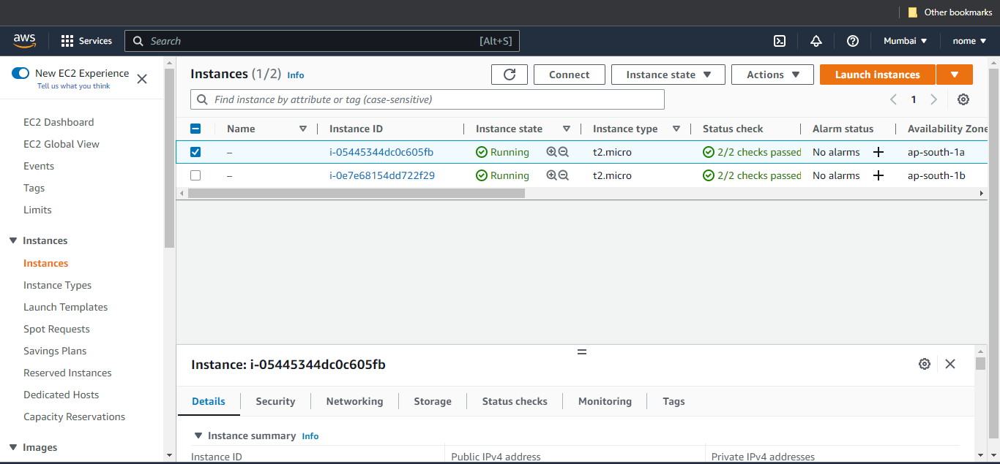 Other bookmarks
aws Services Search [Alt+S] Mumbai nome
New EC2 Experience
Tell us what you think
EC2 Dashboard
EC2 Global View
Events
Tags
Limits
Instances
Instances
Instance Types
Launch Templates
Spot Requests
Savings Plans
Reserved Instances
Dedicated Hosts
Capacity Reservations
Images
Instances (1/2) Info Connect Instance state Actions Launch instances
Find instance by attribute or tag (case-sensitive) 1
Name Instance ID Instance state Instance type Status check Alarm status Availability Zone
– i-05445344dc0c605fb Running t2.micro 2/2 checks passed No alarms + ap-south-1a
– i-0e7e68154dd722f29 Running t2.micro 2/2 checks passed No alarms + ap-south-1b
Instance: i-05445344dc0c605fb
Details Security Networking Storage Status checks Monitoring Tags
Instance summary Info
Instance ID Public IPv4 address Private IPv4 addresses